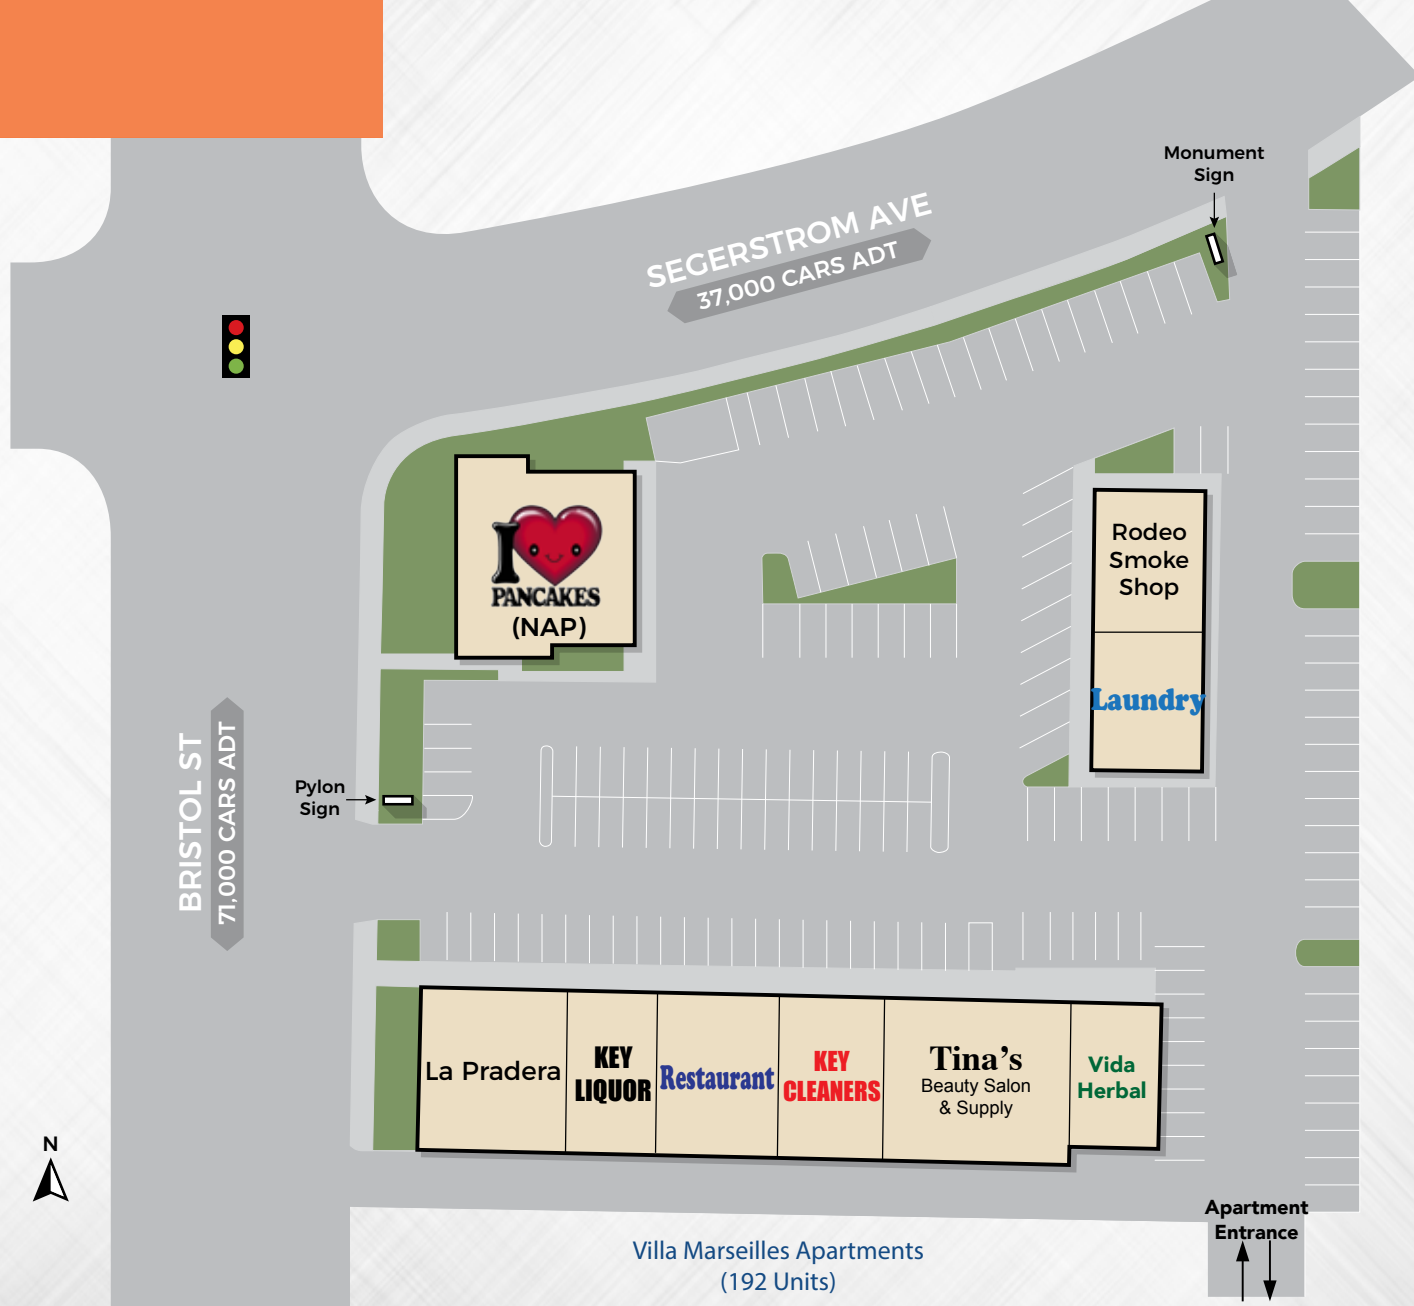 Monument
Sign
SEGERSTROM AVE
37,000 CARS ADT
I
PANCAKES
(NAP)
Rodeo
Smoke
Shop
Laundry
BRISTOL ST
71,000 CARS ADT
Pylon
Sign
La Pradera
KEY
LIQUOR
Restaurant
KEY
CLEANERS
Tina's
Beauty Salon
& Supply
Vida
Herbal
N
Apartment
Entrance
Villa Marseilles Apartments
(192 Units)